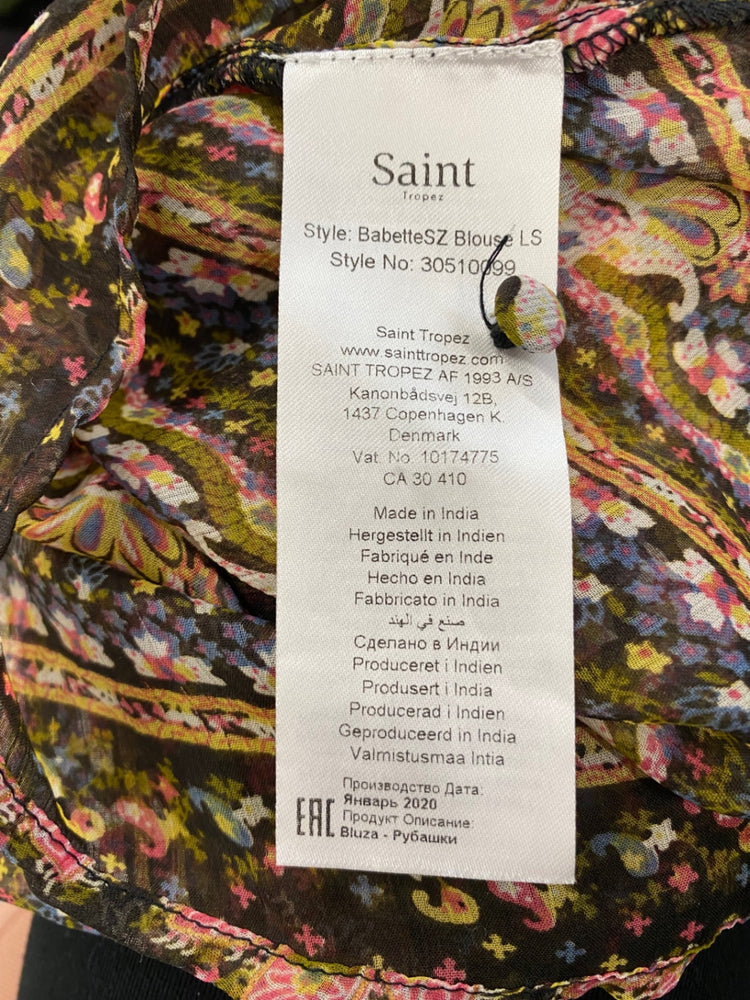 Saint
Tropez
Style: BabetteSZ Blouse LS
Style No: 30510099
Saint Tropez
www.sainttropez.com
SAINT TROPEZ AF 1993 A/S
Kanonbådsvej 12B,
1437 Copenhagen K.
Denmark
Vat. No. 10174775
CA 30 410
Made in India
Hergestellt in Indien
Fabriqué en Inde
Hecho en India
Fabbricato in India
صنع في الهند
Сделано в Индии
Produceret i Indien
Produsert i India
Producerad i Indien
Geproduceerd in India
Valmistusmaa Intia
Производство Дата:
Январь 2020
Продукт Описание:
Bluza - Рубашки
EAC